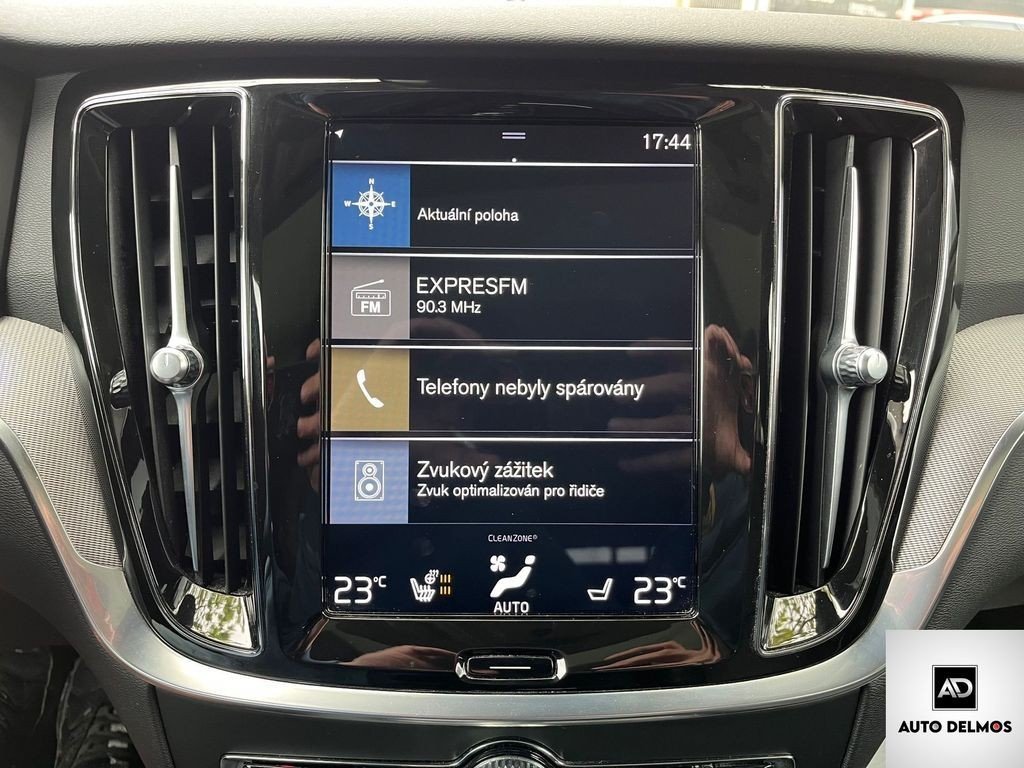 17:44
N
W E
S
Aktuální poloha
EXPRESFM
FM
90.3 MHz
Telefony nebyly spárovány
Zvukový zážitek
Zvuk optimalizován pro řidiče
CLEANZONE®
23°C
23°C
AUTO
AD
AUTO DELMOS